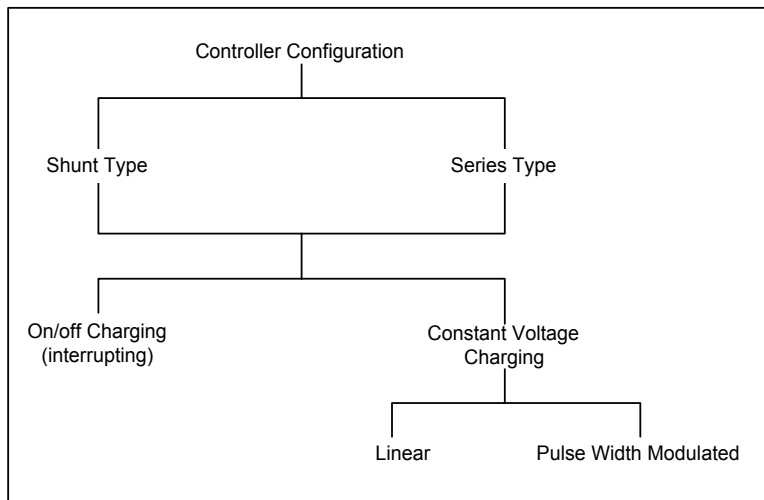 Controller Configuration
Shunt Type
Series Type
On/off Charging
(interrupting)
Constant Voltage
Charging
Linear
Pulse Width Modulated